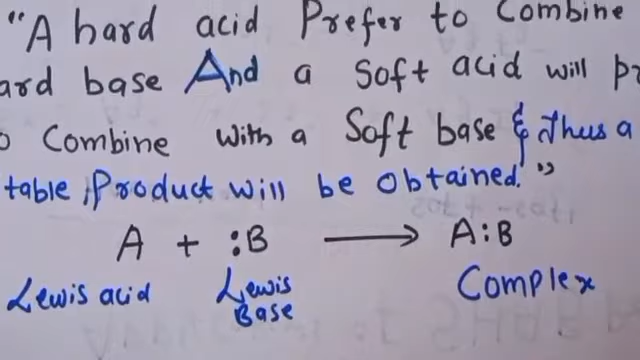 "A hard acid Prefer to Combine
ard base And a Soft acid will pr
o Combine with a Soft base & Thus a
table Product will be Obtained."
A + :B ⟶ A:B
Lewis acid Lewis Base Complex